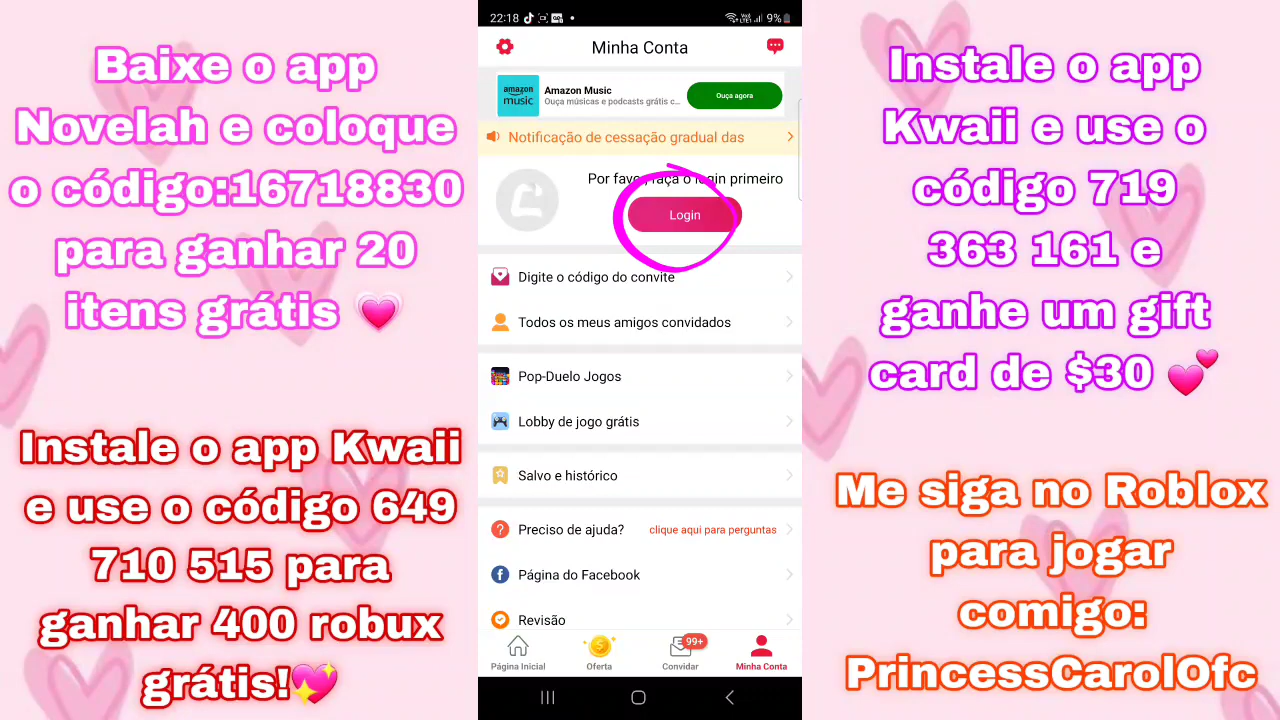 Baixe o app
Novelah e coloque
o código:16718830
para ganhar 20
itens grátis 💗
Instale o app Kwaii
e use o código 649
710 515 para
ganhar 400 robux
grátis!💖
22:18
9%
Minha Conta
amazon
music
Amazon Music
Ouça músicas e podcasts grátis c...
Ouça agora
Notificação de cessação gradual das
Por favor, faça o login primeiro
Login
Digite o código do convite
Todos os meus amigos convidados
Pop-Duelo Jogos
Lobby de jogo grátis
Salvo e histórico
Preciso de ajuda?
clique aqui para perguntas
Página do Facebook
Revisão
99+
Página Inicial
Oferta
Convidar
Minha Conta
Instale o app
Kwaii e use o
código 719
363 161 e
ganhe um gift
card de $30 💕
Me siga no Roblox
para jogar
comigo:
PrincessCarolOfc